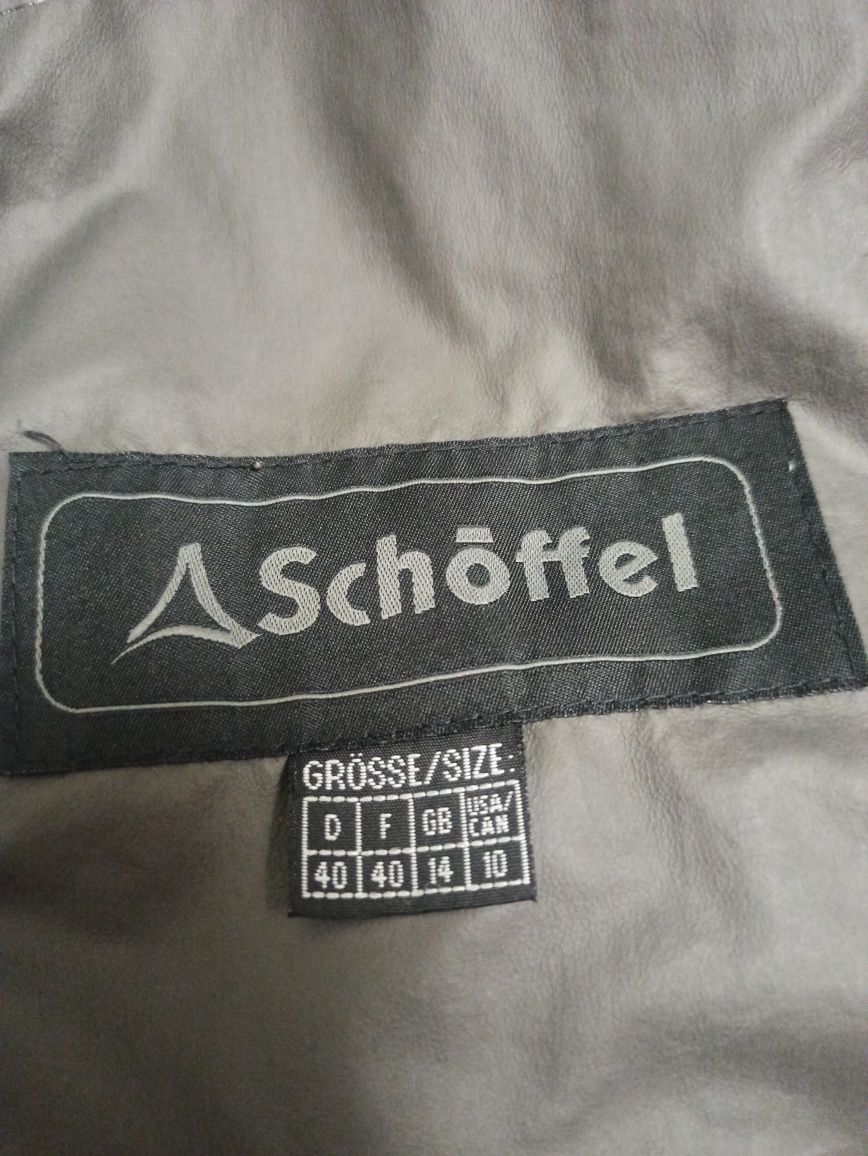 Schöffel
GRÖSSE/SIZE:
D F GB USA/CAN
40 40 14 10